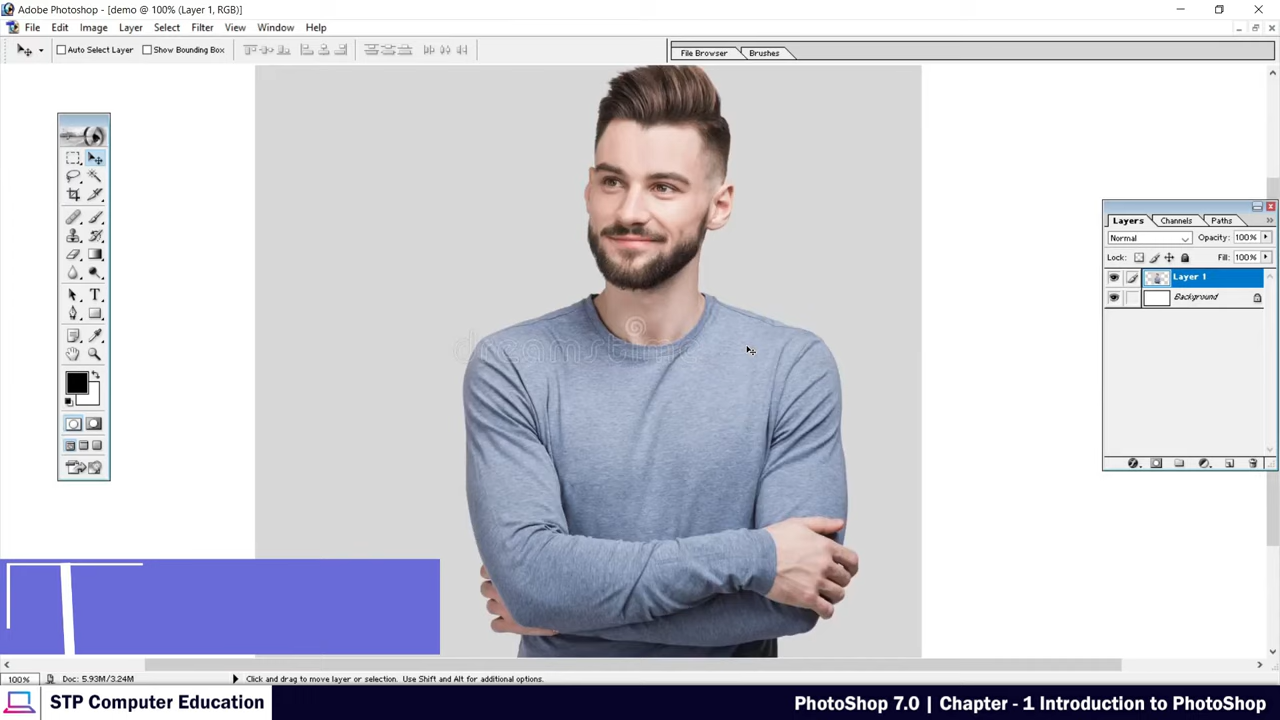 Adobe Photoshop - [demo @ 100% (Layer 1, RGB)]
File Edit Image Layer Select Filter View Window Help
Auto Select Layer Show Bounding Box File Browser Brushes
Layers Channels Paths
Normal Opacity: 100%
Lock: Fill: 100%
Layer 1
Background
dreamstime
T
100% Doc: 5.93M/3.24M Click and drag to move layer or selection. Use Shift and Alt for additional options.
STP Computer Education PhotoShop 7.0 | Chapter - 1 Introduction to PhotoShop